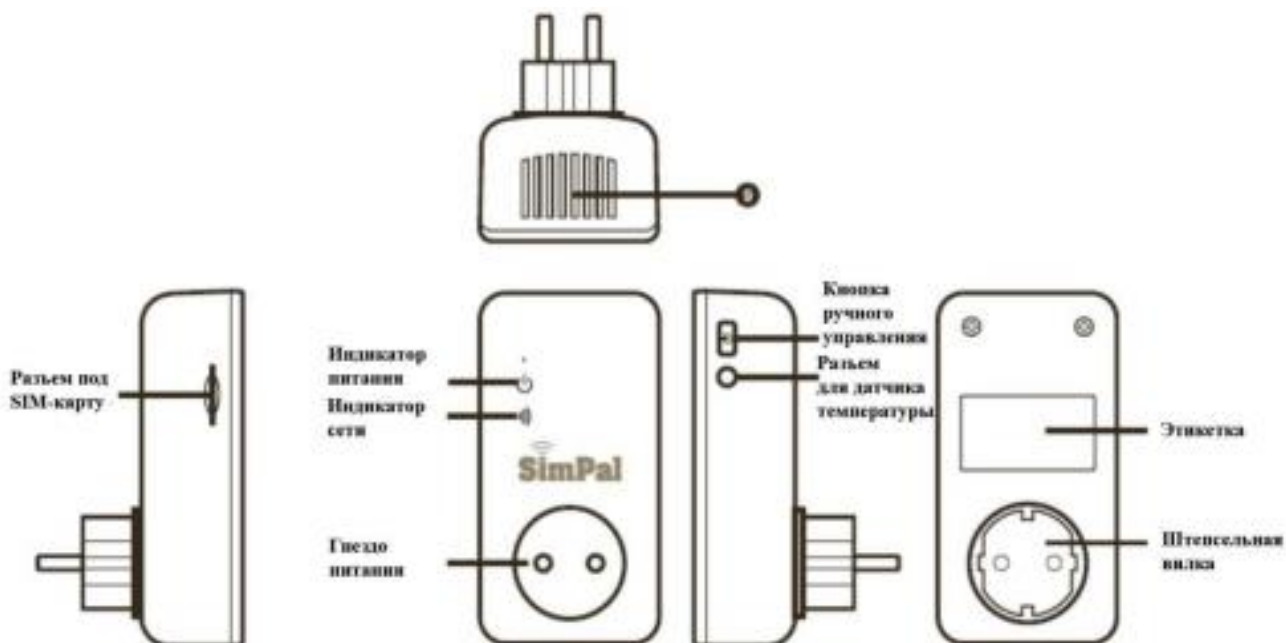 Разъем под
SIM-карту
Индикатор
питания
Индикатор
сети
SimPal
Гнездо
питания
Кнопка
ручного
управления
Разъем
для датчика
температуры
Этикетка
Штепсельная
вилка